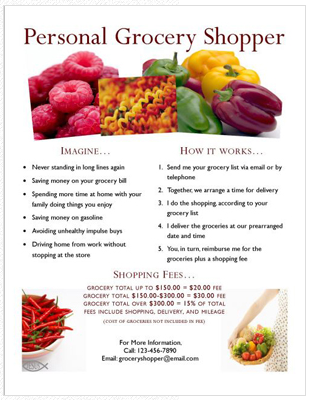 Personal Grocery Shopper
IMAGINE...
• Never standing in long lines again
• Saving money on your grocery bill
• Spending more time at home with your
family doing things you enjoy
• Saving money on gasoline
• Avoiding unhealthy impulse buys
• Driving home from work without
stopping at the store
HOW IT WORKS...
1. Send me your grocery list via email or by
telephone
2. Together, we arrange a time for delivery
3. I do the shopping according to your
grocery list
4. I deliver the groceries at our prearranged
date and time
5. You, in turn, reimburse me for the
groceries plus a shopping fee
SHOPPING FEES...
GROCERY TOTAL UP TO $150.00 = $20.00 FEE
GROCERY TOTAL $150.00-$300.00 = $30.00 FEE
GROCERY TOTAL OVER $300.00 = 15% OF TOTAL
FEES INCLUDE SHOPPING, DELIVERY, AND MILEAGE
(COST OF GROCERIES NOT INCLUDED IN FEE)
For More Information.
Call: 123-456-7890
Email: groceryshopper@email.com